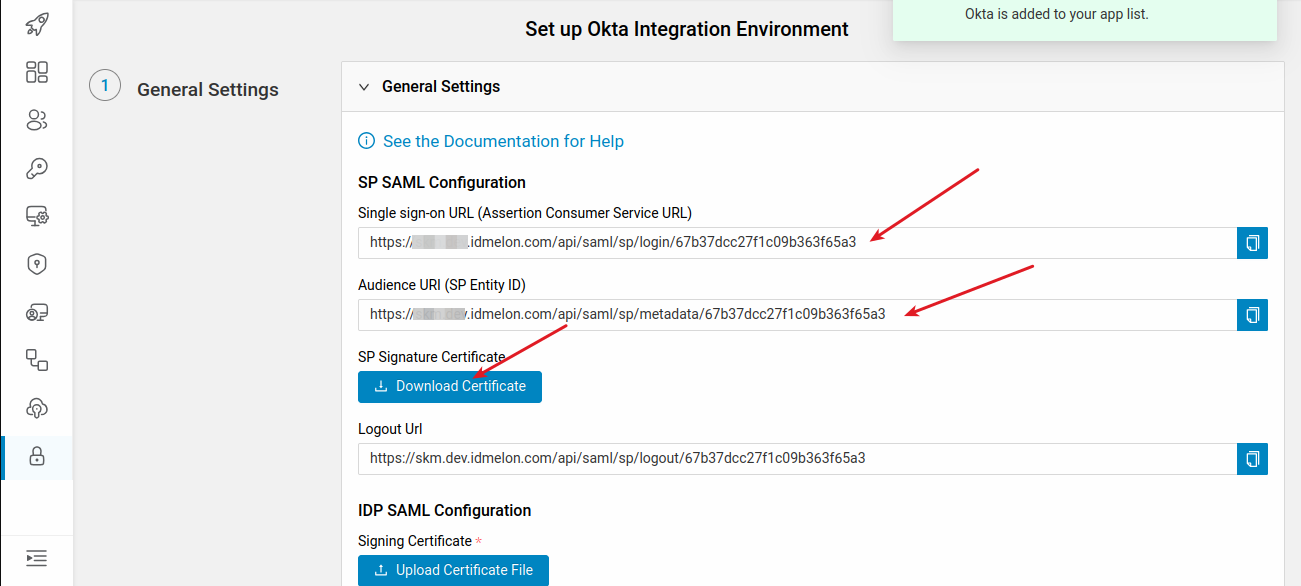 Okta is added to your app list.
Set up Okta Integration Environment
1
General Settings
General Settings
See the Documentation for Help
SP SAML Configuration
Single sign-on URL (Assertion Consumer Service URL)
https://.idmelon.com/api/saml/sp/login/67b37dcc27f1c09b363f65a3
Audience URI (SP Entity ID)
https://.idmelon.com/api/saml/sp/metadata/67b37dcc27f1c09b363f65a3
SP Signature Certificate
Download Certificate
Logout Url
https://skm.dev.idmelon.com/api/saml/sp/logout/67b37dcc27f1c09b363f65a3
IDP SAML Configuration
Signing Certificate *
Upload Certificate File